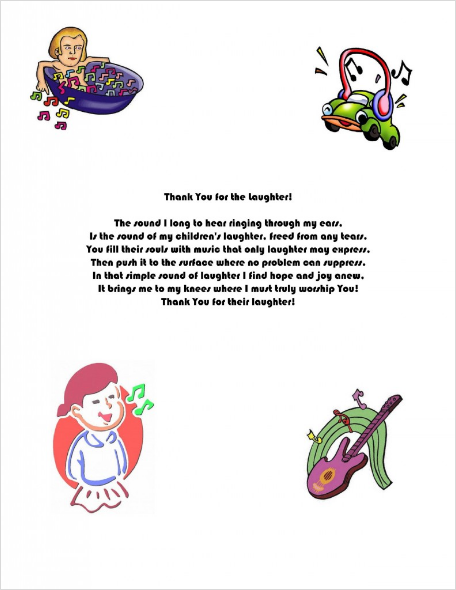 Thank You for the Laughter!
The sound I long to hear ringing through my ears,
Is the sound of my children's laughter, freed from any tears.
You fill their souls with music that only laughter may express,
Then push it to the surface where no problem can suppress.
In that simple sound of laughter I find hope and joy anew,
It brings me to my knees where I must truly worship You!
Thank You for their laughter!